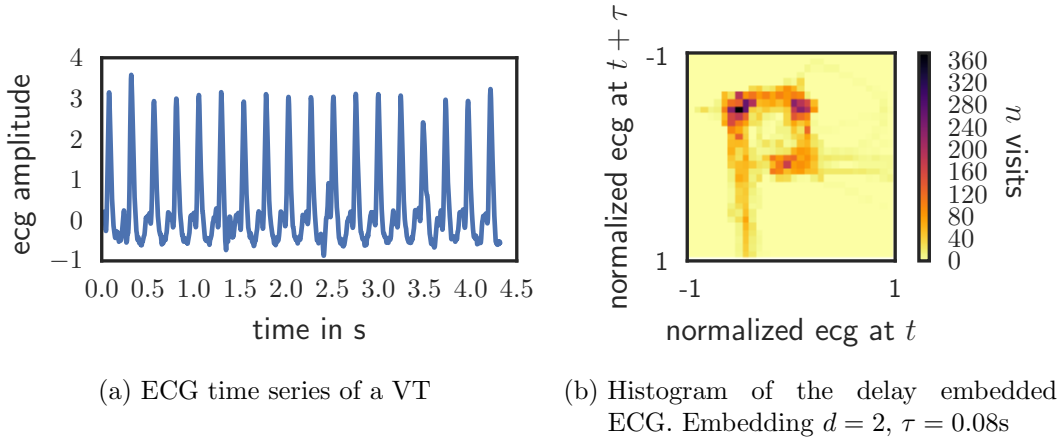 ecg amplitude
4
3
2
1
0
−1
0.0 0.5 1.0 1.5 2.0 2.5 3.0 3.5 4.0 4.5
time in s
(a) ECG time series of a VT
normalized ecg at t + τ
-1
1
-1 1
normalized ecg at t
360
320
280
240
200
160
120
80
40
0
n visits
(b) Histogram of the delay embedded
ECG. Embedding d = 2, τ = 0.08s